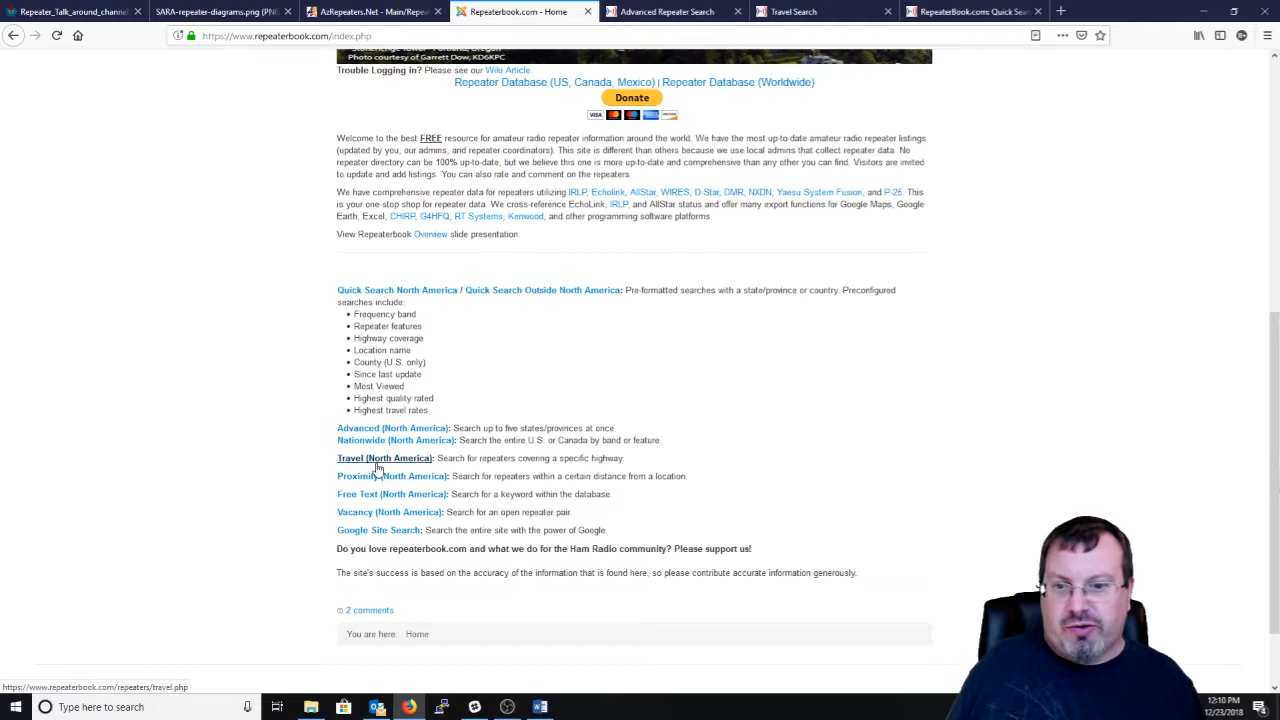 Repeater_Talk_around_channe
SARA-repeater-diagrams.png (PNG
AzRepeaters.Net - Main/Repeat
RepeaterBook - Home
Advanced Repeater Search
Travel Search
RepeaterBook.com: Quick Sear
https://www.repeaterbook.com/index.php
Photo courtesy of Garrett Dow, KD6KPC
Trouble Logging in? Please see our Wiki Article.
Repeater Database (US, Canada, Mexico) | Repeater Database (Worldwide)
Donate
VISA
Welcome to the best FREE resource for amateur radio repeater information around the world. We have the most up-to-date amateur radio repeater listings
(updated by you, our admins, and repeater coordinators). This site is different than others because we use local admins that collect repeater data. No
repeater directory can be 100% up-to-date, but we believe this one is more up-to-date and comprehensive than any other you can find. Visitors are invited
to update and add listings. You can also rate and comment on the repeaters.
We have comprehensive repeater data for repeaters utilizing IRLP, Echolink, AllStar, WIRES, D-Star, DMR, NXDN, Yaesu System Fusion, and P-25. This
is your one-stop shop for repeater data. We cross-reference EchoLink, IRLP, and AllStar status and offer many export functions for Google Maps, Google
Earth, Excel, CHIRP, G4HFQ, RT Systems, Kenwood, and other programming software platforms.
View Repeaterbook Overview slide presentation.
Quick Search North America / Quick Search Outside North America: Pre-formatted searches with a state/province or country. Preconfigured
searches include:
• Frequency band
• Repeater features
• Highway coverage
• Location name
• County (U.S. only)
• Since last update
• Most Viewed
• Highest quality rated
• Highest travel rates
Advanced (North America): Search up to five states/provinces at once.
Nationwide (North America): Search the entire U.S. or Canada by band or feature.
Travel (North America): Search for repeaters covering a specific highway.
Proximity (North America): Search for repeaters within a certain distance from a location.
Free Text (North America): Search for a keyword within the database.
Vacancy (North America): Search for an open repeater pair.
Google Site Search: Search the entire site with the power of Google.
Do you love repeaterbook.com and what we do for the Ham Radio community? Please support us!
The site's success is based on the accuracy of the information that is found here, so please contribute accurate information generously.
2 comments
You are here: Home
https://www.repeaterbook.com/repeaters/travel.php
Type here to search
12:10 PM
12/23/2018